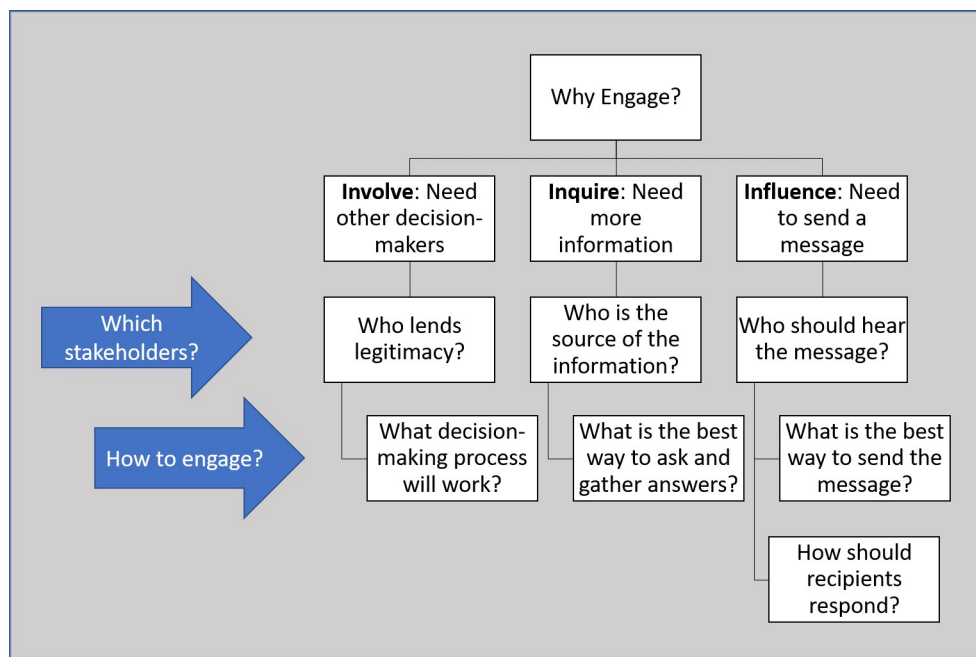 Why Engage?
Involve: Need
other decision-
makers
Inquire: Need
more
information
Influence: Need
to send a
message
Which
stakeholders?
Who lends
legitimacy?
Who is the
source of the
information?
Who should hear
the message?
How to engage?
What decision-
making process
will work?
What is the best
way to ask and
gather answers?
What is the best
way to send the
message?
How should
recipients
respond?